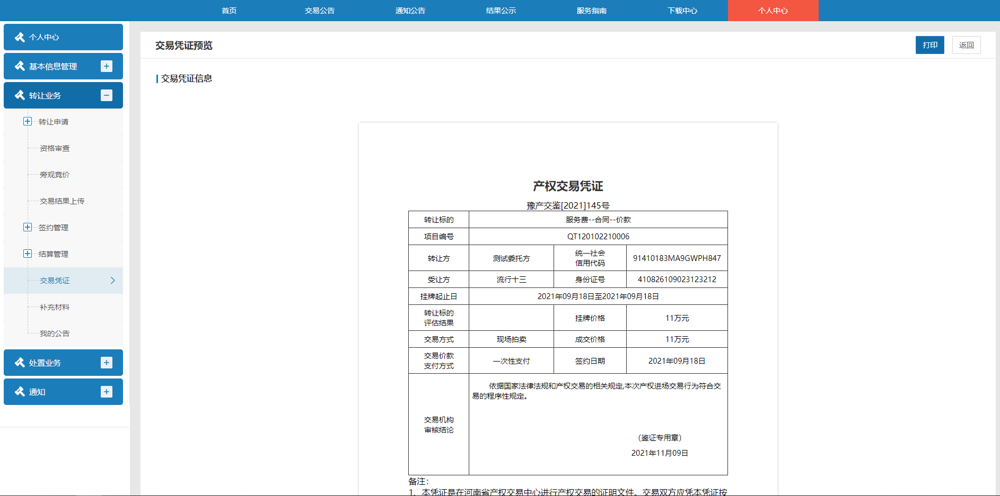 首页 交易公告 通知公告 结果公示 服务指南 下载中心 个人中心
个人中心
基本信息管理
转让业务
转让申请
资格审查
旁观竞价
交易结果上传
签约管理
结算管理
交易凭证
补充材料
我的公告
处置业务
通知
交易凭证预览
打印 返回
交易凭证信息
产权交易凭证
豫产交鉴[2021]145号
转让标的 服务费--合同--价款
项目编号 QT120102210006
转让方 测试委托方 统一社会
信用代码 91410183MA9GWPH847
受让方 流行十三 身份证号 410826109023123212
挂牌起止日 2021年09月18日至2021年09月18日
转让标的
评估结果 挂牌价格 11万元
交易方式 现场拍卖 成交价格 11万元
交易价款
支付方式 一次性支付 签约日期 2021年09月18日
交易机构
审核结论
依据国家法律法规和产权交易的相关规定,本次产权进场交易行为符合交
易的程序性规定。
（鉴证专用章）
2021年11月09日
备注：
1、本凭证是在河南省产权交易中心进行产权交易的证明文件。交易双方应凭本凭证按